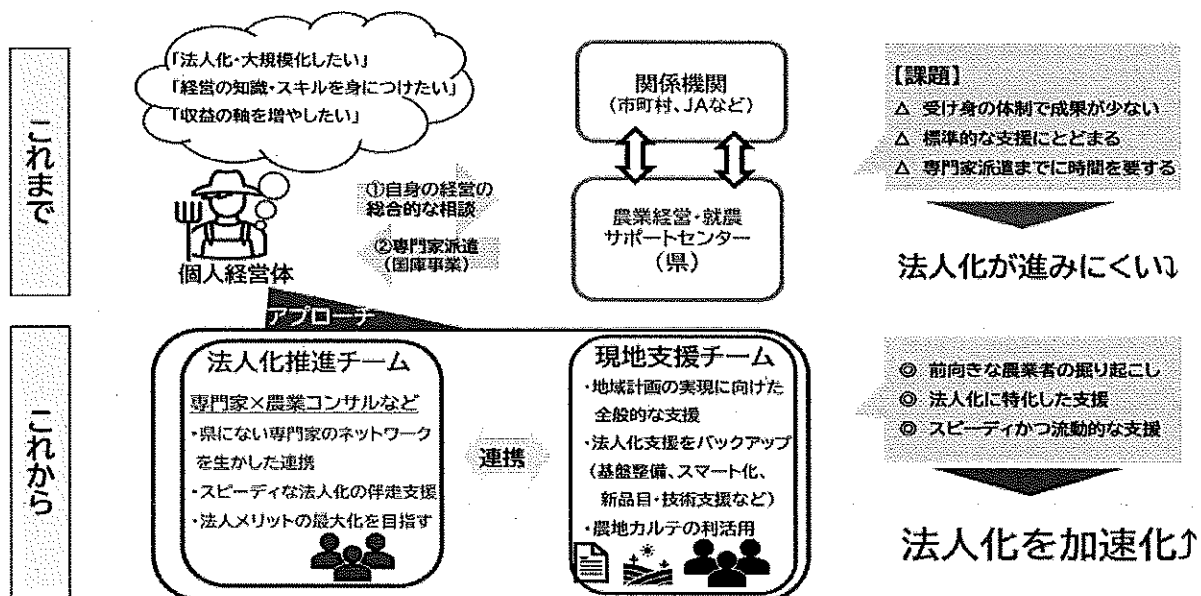 これまで
「法人化・大規模化したい」
「経営の知識・スキルを身につけたい」
「収益の軸を増やしたい」
個人経営体
①自身の経営の
総合的な相談
②専門家派遣
(国庫事業)
関係機関
(市町村、JAなど)
農業経営・就農
サポートセンター
(県)
【課題】
△ 受け身の体制で成果が少ない
△ 標準的な支援にとどまる
△ 専門家派遣までに時間を要する
法人化が進みにくい⤵
これから
アプローチ
法人化推進チーム
専門家×農業コンサルなど
・県にない専門家のネットワーク
を生かした連携
・スピーディな法人化の伴走支援
・法人メリットの最大化を目指す
連携
現地支援チーム
・地域計画の実現に向けた
全般的な支援
・法人化支援をバックアップ
(基盤整備、スマート化、
新品目・技術支援など)
・農地カルテの利活用
◎ 前向きな農業者の掘り起こし
◎ 法人化に特化した支援
◎ スピーディかつ流動的な支援
法人化を加速化↑